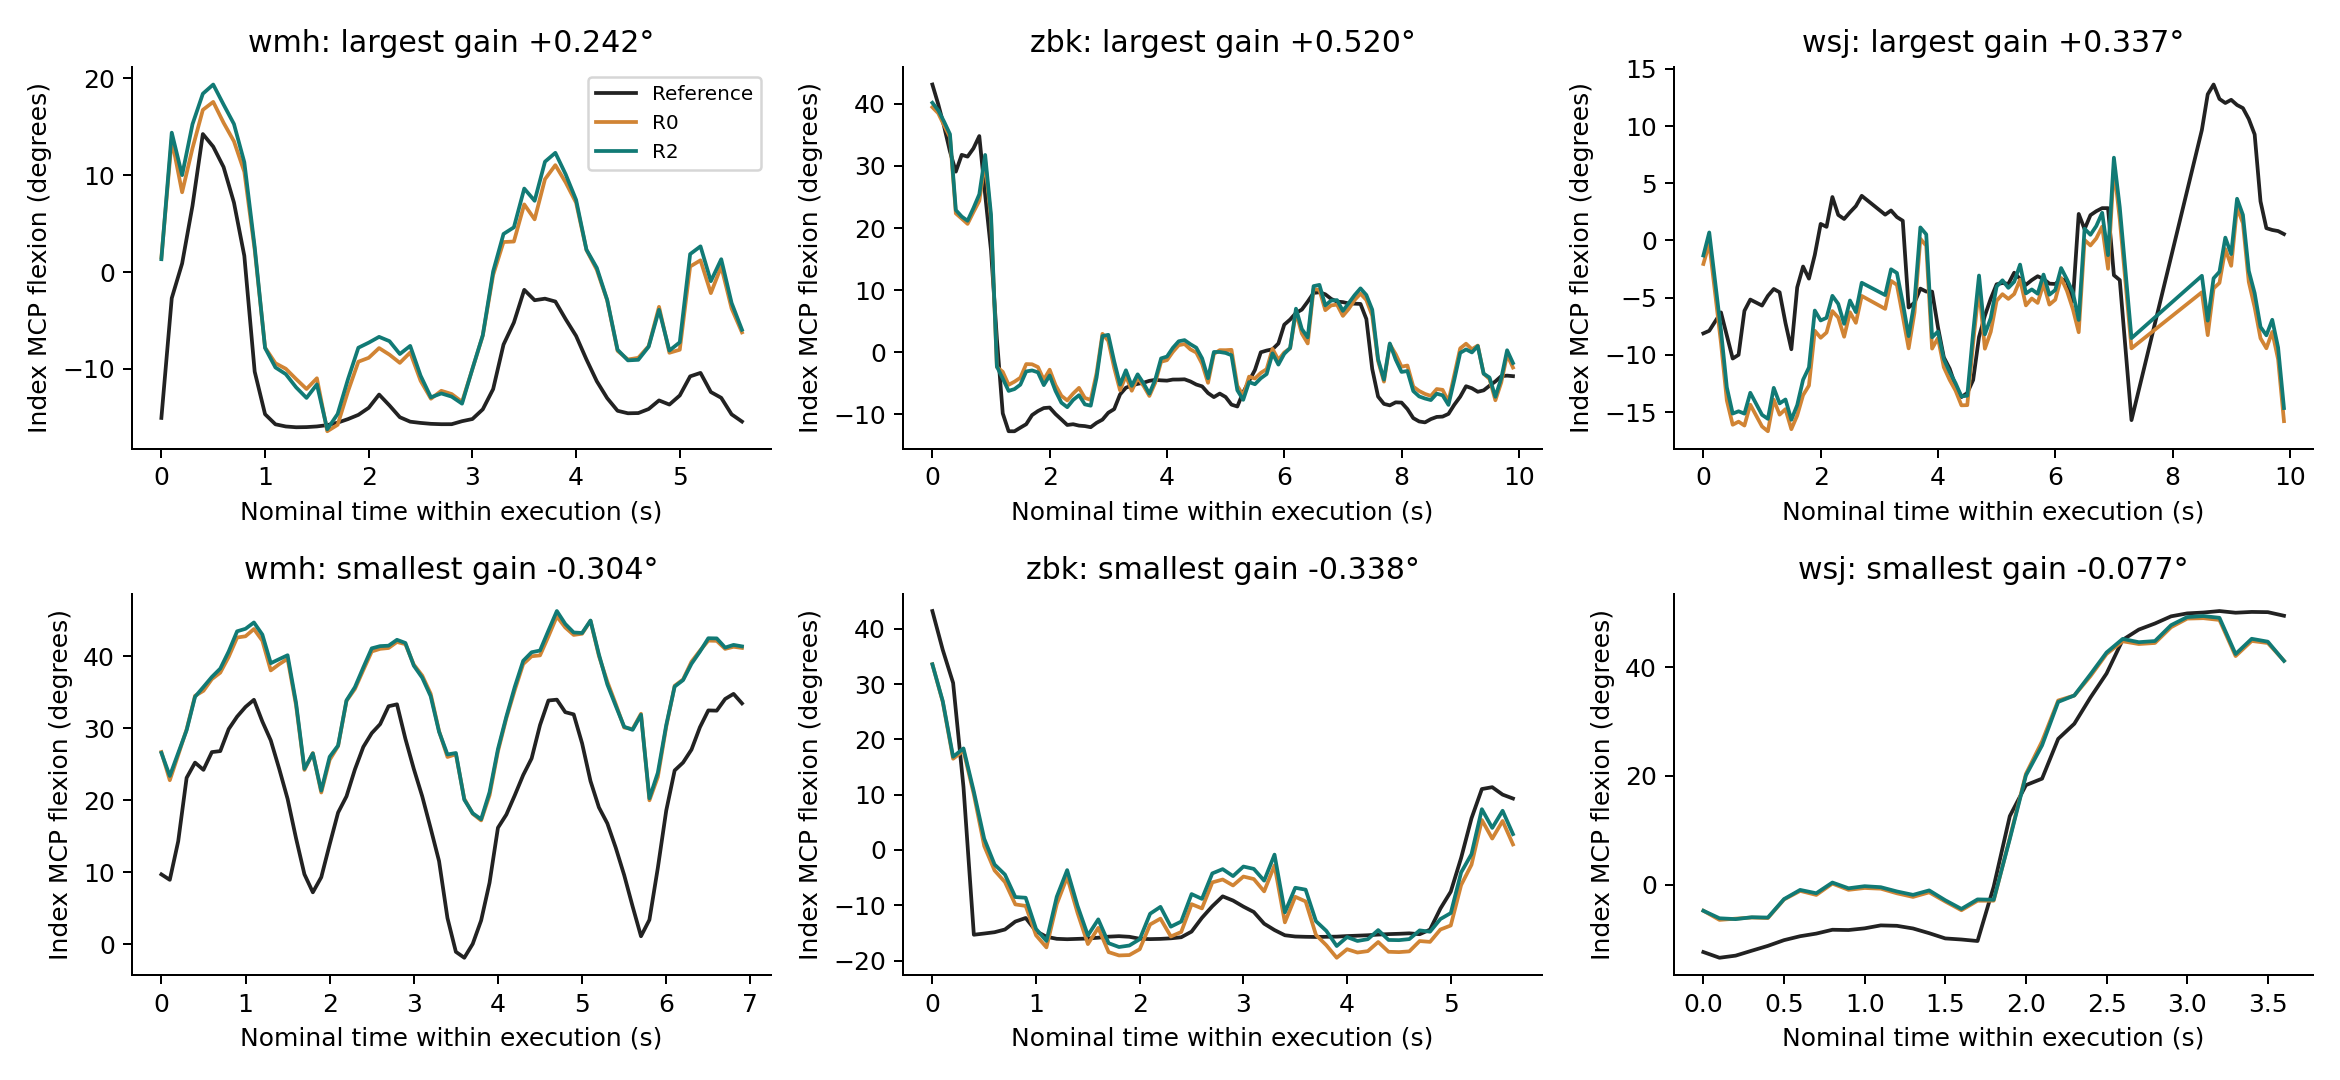 wmh: largest gain +0.242°
Index MCP flexion (degrees)
20
10
0
−10
0 1 2 3 4 5
Nominal time within execution (s)
Reference
R0
R2
zbk: largest gain +0.520°
Index MCP flexion (degrees)
40
30
20
10
0
−10
0 2 4 6 8 10
Nominal time within execution (s)
wsj: largest gain +0.337°
Index MCP flexion (degrees)
15
10
5
0
−5
−10
−15
0 2 4 6 8 10
Nominal time within execution (s)
wmh: smallest gain -0.304°
Index MCP flexion (degrees)
40
30
20
10
0
0 1 2 3 4 5 6 7
Nominal time within execution (s)
zbk: smallest gain -0.338°
Index MCP flexion (degrees)
40
30
20
10
0
−10
−20
0 1 2 3 4 5
Nominal time within execution (s)
wsj: smallest gain -0.077°
Index MCP flexion (degrees)
40
20
0
0.0 0.5 1.0 1.5 2.0 2.5 3.0 3.5
Nominal time within execution (s)